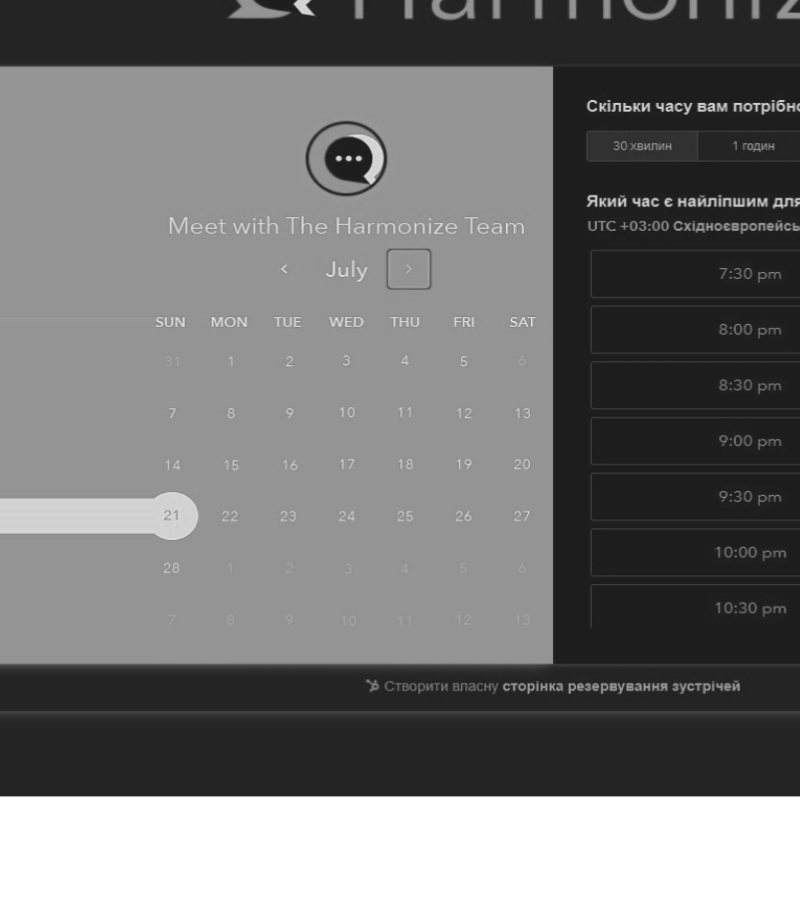 Harmoniz
Meet with The Harmonize Team
July
SUN MON TUE WED THU FRI SAT
31 1 2 3 4 5 6
7 8 9 10 11 12 13
14 15 16 17 18 19 20
21 22 23 24 25 26 27
28 1 2 3 4 5 6
7 8 9 10 11 12 13
Скільки часу вам потрібно
30 хвилин 1 годин
Який час є найліпшим для
UTC +03:00 Східноєвропейсь
7:30 pm
8:00 pm
8:30 pm
9:00 pm
9:30 pm
10:00 pm
10:30 pm
Створити власну сторінка резервування зустрічей